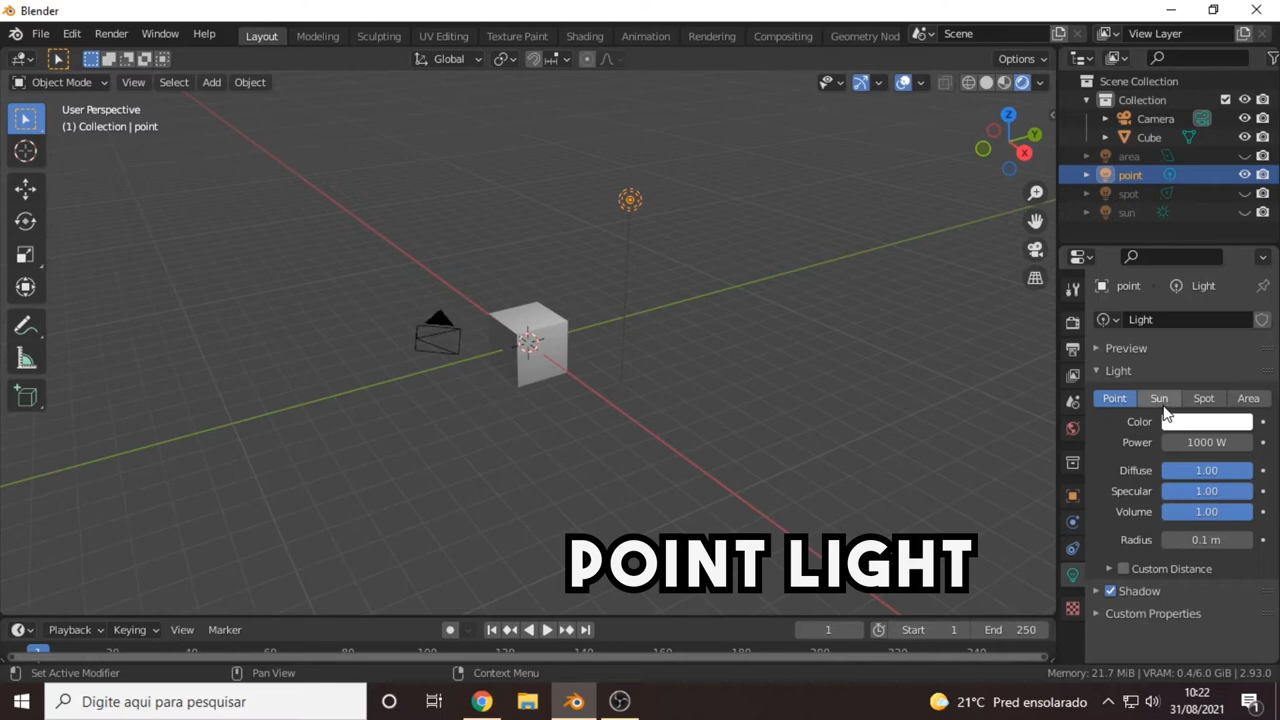 Blender
File Edit Render Window Help
Layout Modeling Sculpting UV Editing Texture Paint Shading Animation Rendering Compositing Geometry Nod
Scene
View Layer
Global
Options
Object Mode View Select Add Object
User Perspective
(1) Collection | point
Z
Y
X
Scene Collection
Collection
Camera
Cube
area
point
spot
sun
point Light
Light
Preview
Light
Point Sun Spot Area
Color
Power 1000 W
Diffuse 1.00
Specular 1.00
Volume 1.00
Radius 0.1 m
Custom Distance
Shadow
Custom Properties
POINT LIGHT
Playback Keying View Marker
1
Start 1 End 250
Set Active Modifier
Pan View
Context Menu
Memory: 21.7 MiB | VRAM: 0.4/6.0 GiB | 2.93.0
Digite aqui para pesquisar
21°C Pred ensolarado
10:22
31/08/2021
1